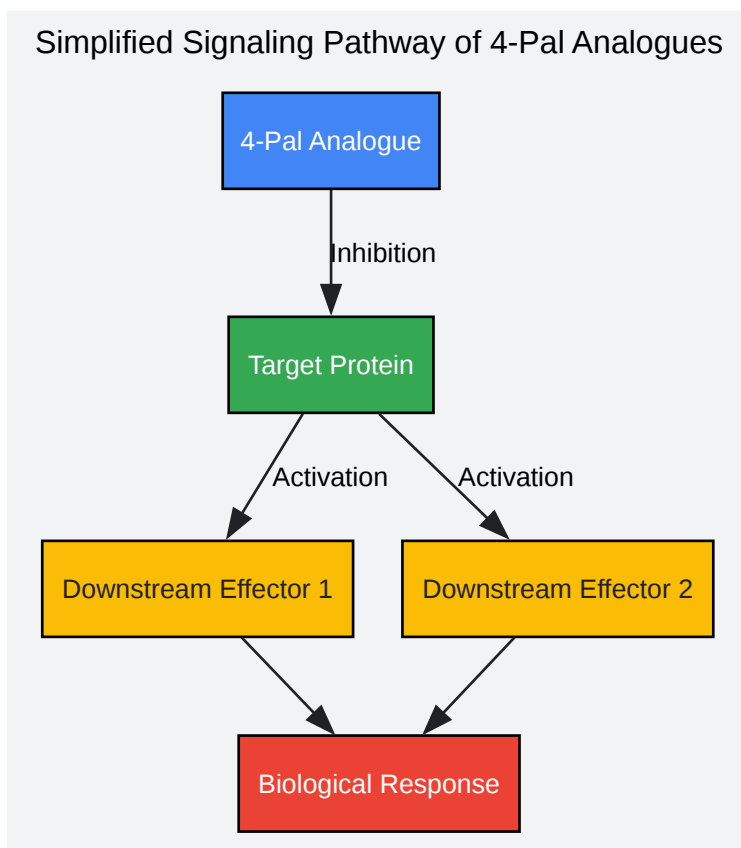 Simplified Signaling Pathway of 4-Pal Analogues
4-Pal Analogue
Inhibition
Target Protein
Activation
Activation
Downstream Effector 1
Downstream Effector 2
Biological Response